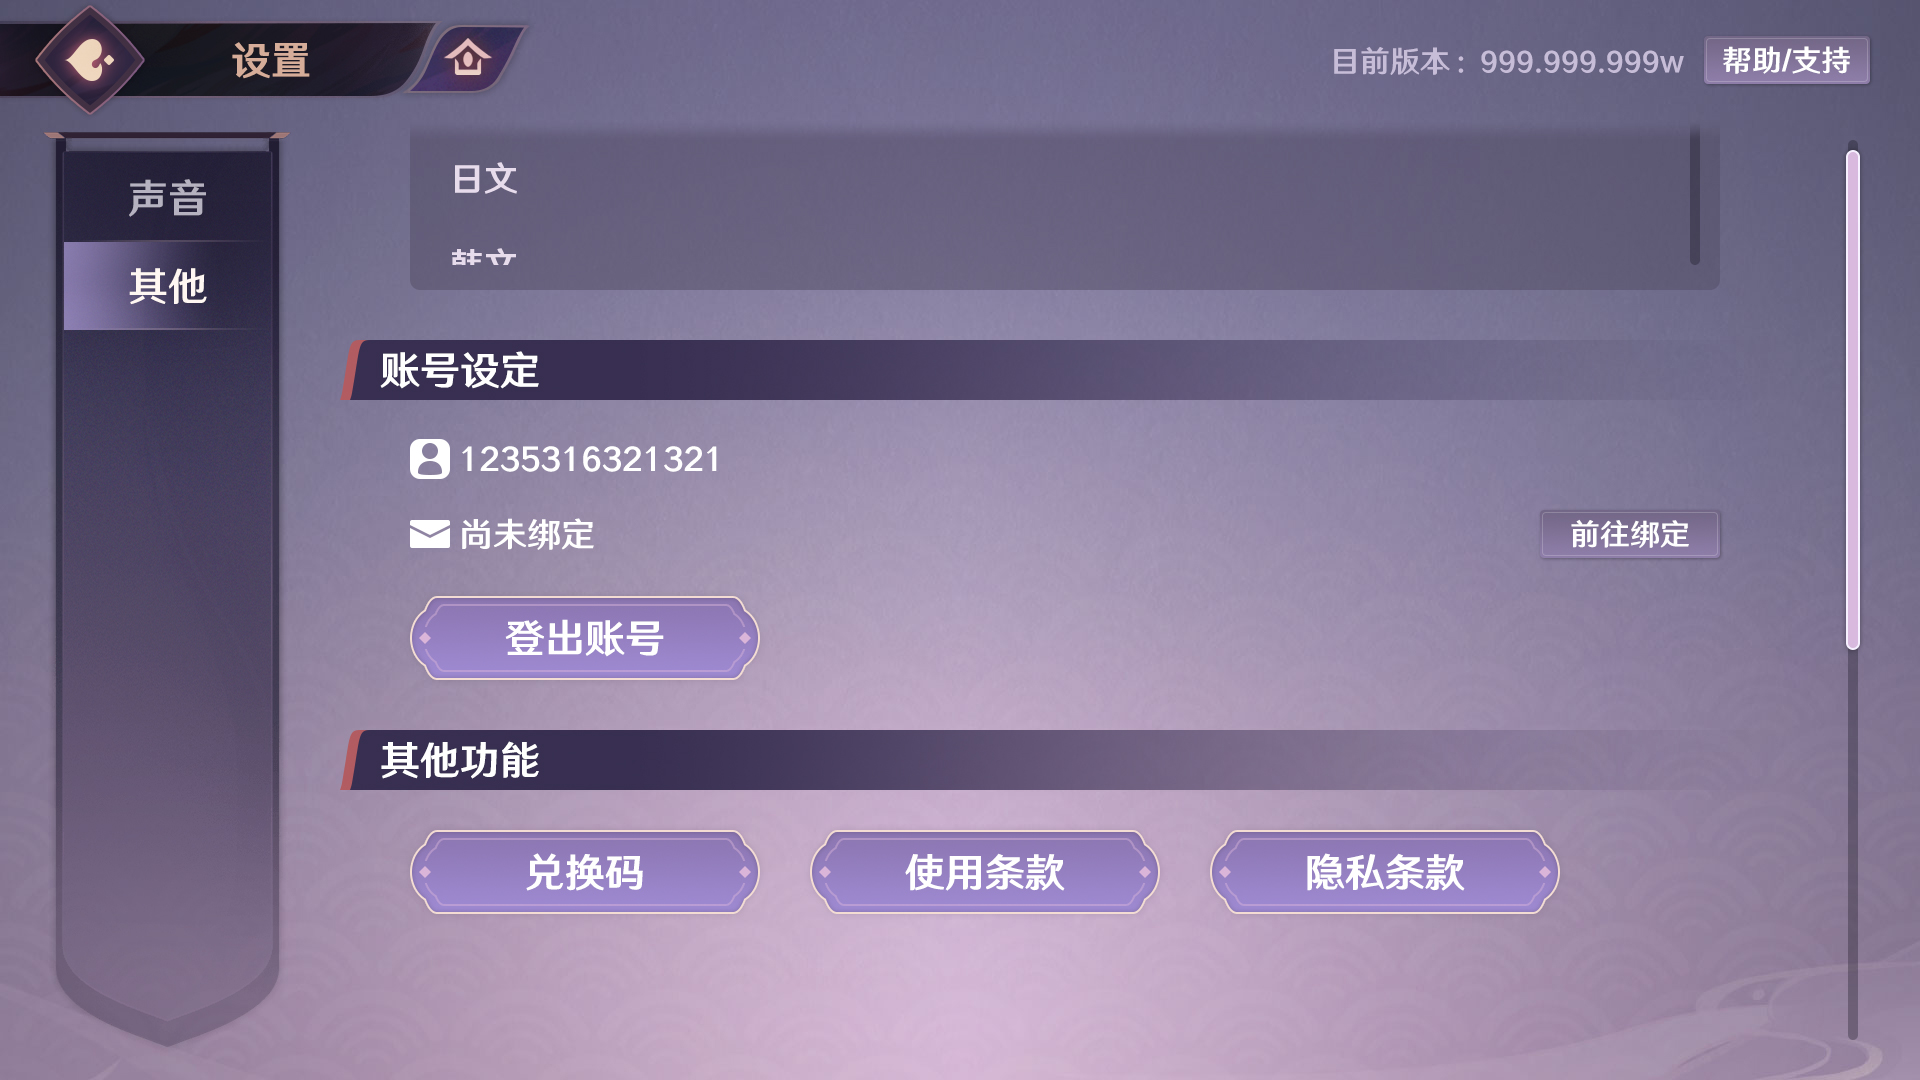 设置
目前版本：999.999.999w
帮助/支持
声音
其他
日文
韩文
账号设定
1235316321321
尚未绑定
前往绑定
登出账号
其他功能
兑换码
使用条款
隐私条款